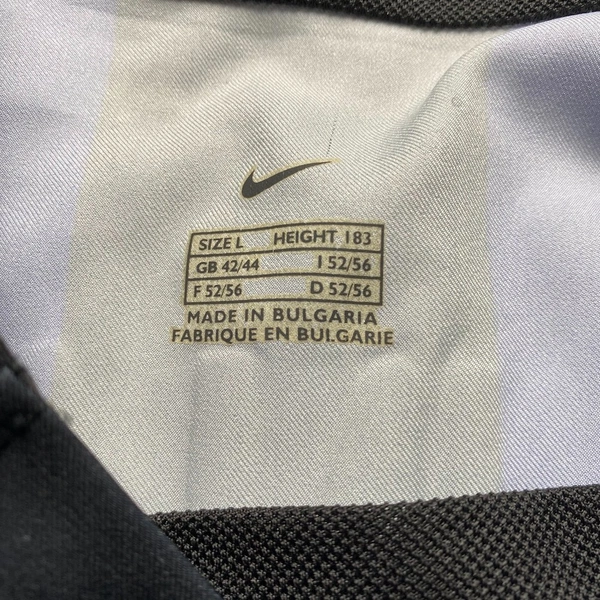 SIZE L HEIGHT 183
GB 42/44 I 52/56
F 52/56 D 52/56
MADE IN BULGARIA
FABRIQUE EN BULGARIE